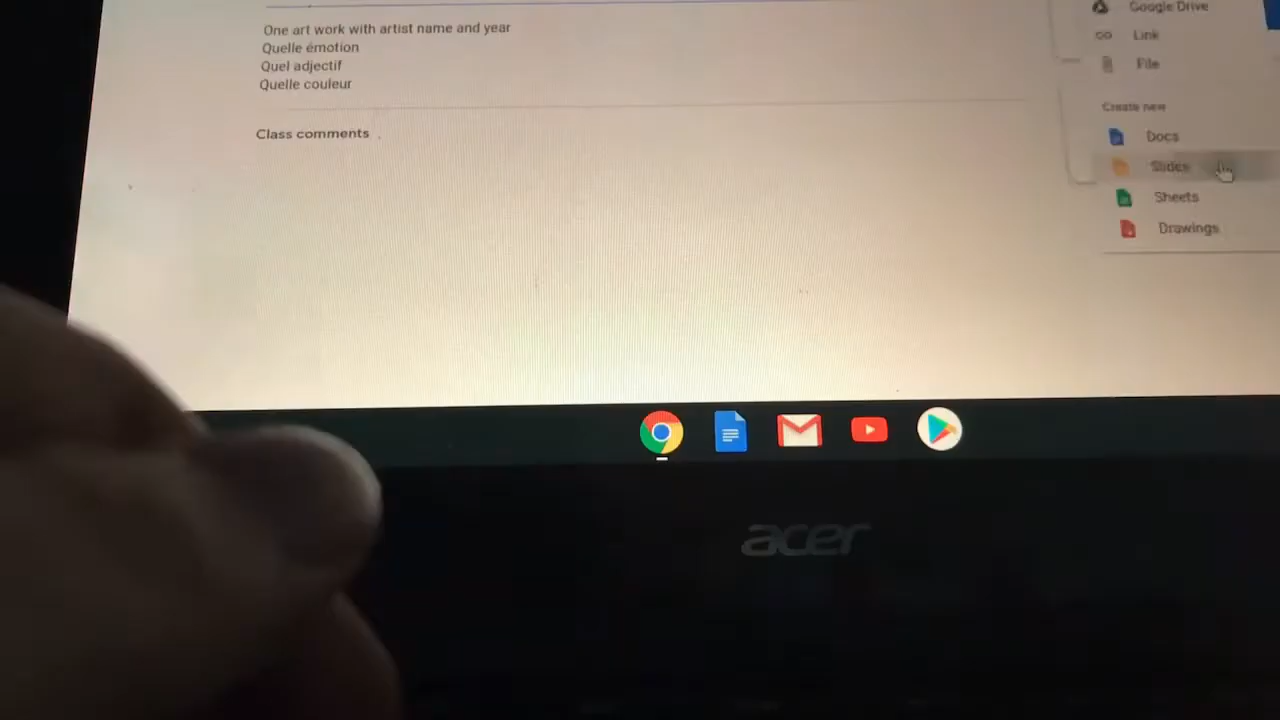 One art work with artist name and year
Quelle émotion
Quel adjectif
Quelle couleur
Class comments
Google Drive
Link
File
Create new
Docs
Slides
Sheets
Drawings
acer